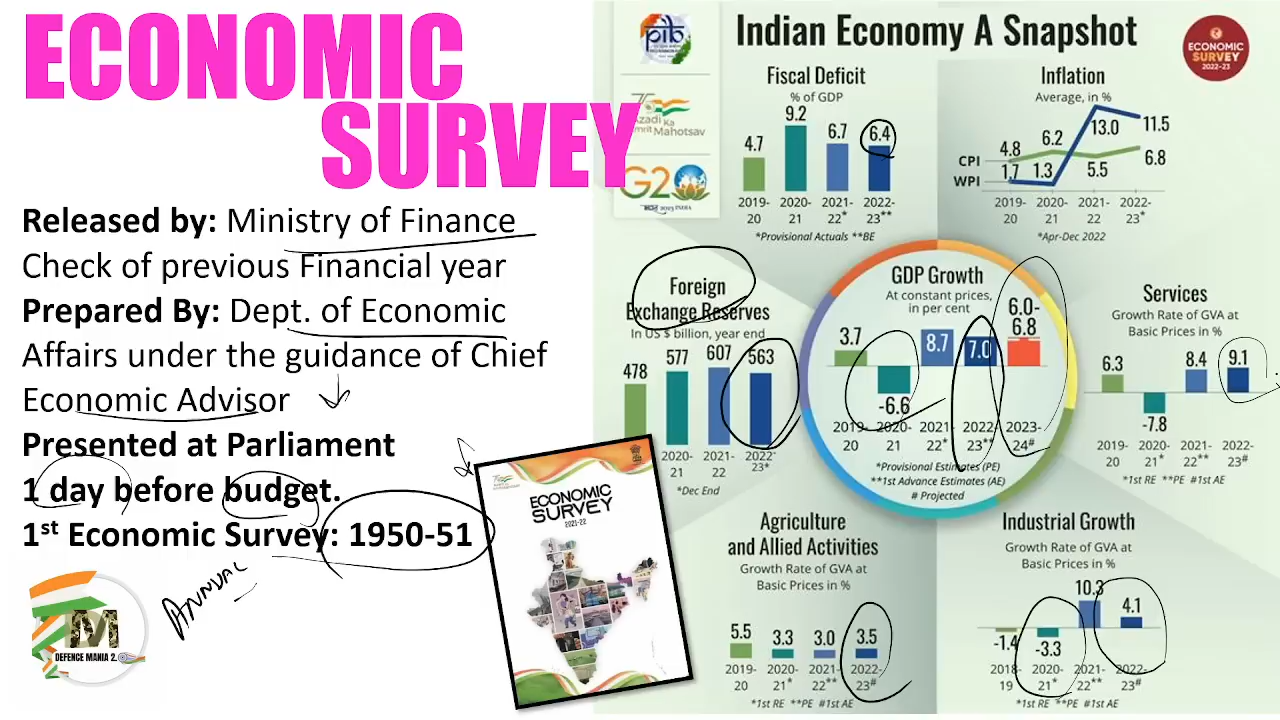 ECONOMIC
SURVEY
Released by: Ministry of Finance
Check of previous Financial year
Prepared By: Dept. of Economic
Affairs under the guidance of Chief
Economic Advisor
Presented at Parliament
1 day before budget.
1st Economic Survey: 1950-51
ANNUAL
M
DEFENCE MANIA 2.
ECONOMIC
SURVEY
2021-22
pib
Azadi Ka
Amrit Mahotsav
G20
Indian Economy A Snapshot
ECONOMIC
SURVEY
2022-23
Fiscal Deficit
% of GDP
4.7 9.2 6.7 6.4
2019-20 2020-21 2021-22* 2022-23**
*Provisional Actuals **BE
Inflation
Average, in %
CPI 4.8 6.2 5.5 6.8
WPI 1.7 1.3 13.0 11.5
2019-20 2020-21 2021-22 2022-23*
*Apr-Dec 2022
Foreign
Exchange Reserves
In US $ billion, year end
478 577 607 563
2020-21 2021-22 2022-23*
*Dec End
GDP Growth
At constant prices,
in per cent
3.7 -6.6 8.7 7.0 6.0-6.8
2019-20 2020-21 2021-22* 2022-23** 2023-24#
*Provisional Estimates (PE)
**1st Advance Estimates (AE)
# Projected
Services
Growth Rate of GVA at
Basic Prices in %
6.3 -7.8 8.4 9.1
2019-20 2020-21* 2021-22** 2022-23#
*1st RE **PE #1st AE
Agriculture
and Allied Activities
Growth Rate of GVA at
Basic Prices in %
5.5 3.3 3.0 3.5
2019-20 2020-21* 2021-22** 2022-23#
*1st RE **PE #1st AE
Industrial Growth
Growth Rate of GVA at
Basic Prices in %
-1.4 -3.3 10.3 4.1
2018-19 2020-21* 2021-22** 2022-23#
*1st RE **PE #1st AE